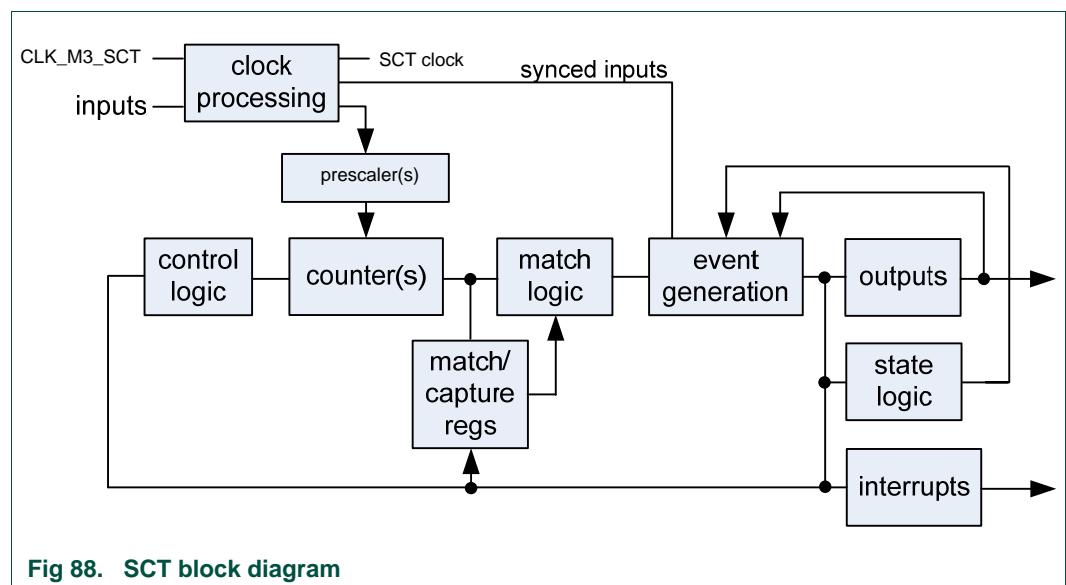 CLK_M3_SCT
inputs
clock
processing
SCT clock
synced inputs
prescaler(s)
control
logic
counter(s)
match
logic
event
generation
outputs
match/
capture
regs
state
logic
interrupts
Fig 88. SCT block diagram